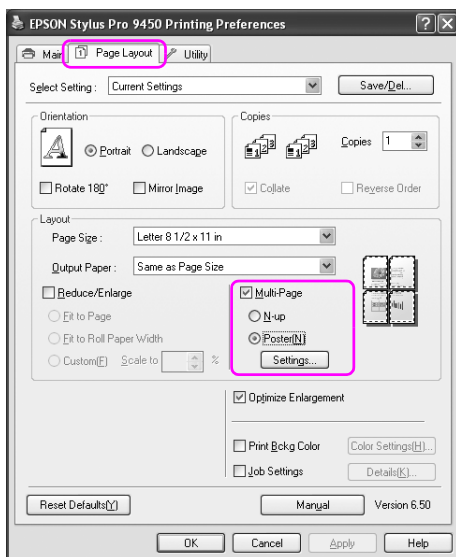 EPSON Stylus Pro 9450 Printing Preferences
Main Page Layout Utility
Select Setting : Current Settings Save/Del...
Orientation Copies
A Portrait Landscape Copies 1
Rotate 180° Mirror Image Collate Reverse Order
Layout
Page Size : Letter 8 1/2 x 11 in
Output Paper : Same as Page Size
Reduce/Enlarge Multi-Page
Fit to Page N-up
Fit to Roll Paper Width Poster(N)
Custom(F) Scale to % Settings...
Optimize Enlargement
Print Bckg Color Color Settings(H)...
Job Settings Details(K)...
Reset Defaults(Y) Manual Version 6.50
OK Cancel Apply Help